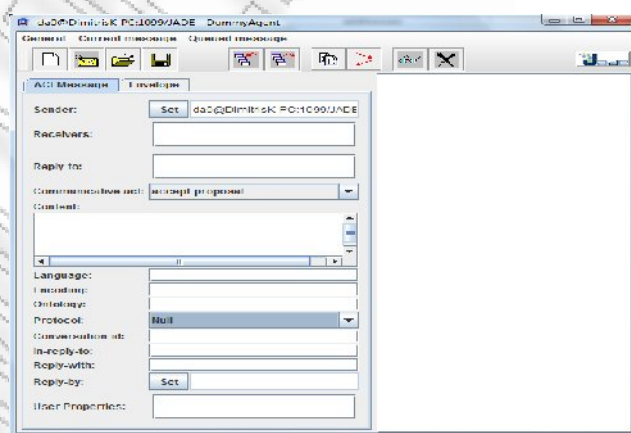 da0@DimitrisK-PC:1099/JADE - DummyAgent
General Current message Queued message
ACLMessage Envelope
Sender: Set da0@DimitrisK-PC:1099/JADE
Receivers:
Reply-to:
Communicative act: accept-proposal
Content:
Language:
Encoding:
Ontology:
Protocol: Null
Conversation-id:
In-reply-to:
Reply-with:
Reply-by: Set
User Properties: